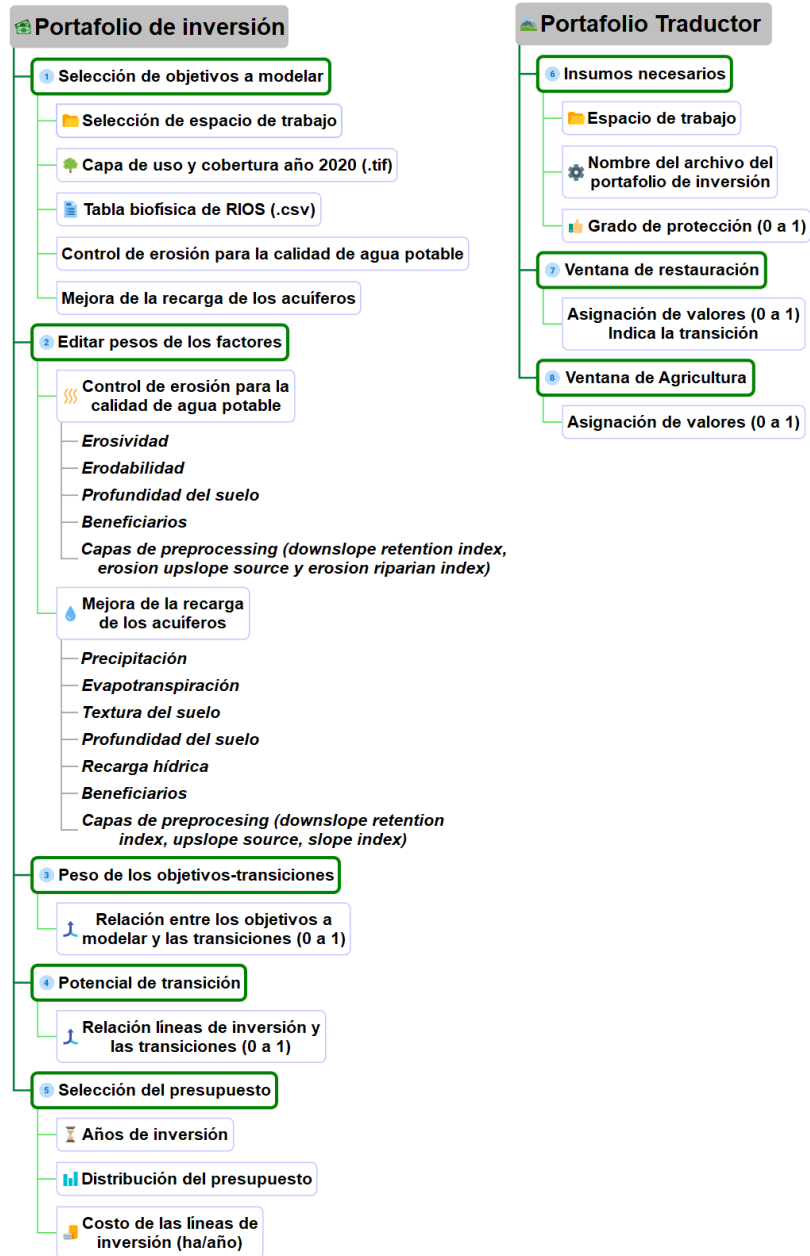 Portafolio de inversión
1 Selección de objetivos a modelar
Selección de espacio de trabajo
Capa de uso y cobertura año 2020 (.tif)
Tabla biofísica de RIOS (.csv)
Control de erosión para la calidad de agua potable
Mejora de la recarga de los acuíferos
2 Editar pesos de los factores
Control de erosión para la
calidad de agua potable
Erosividad
Erodabilidad
Profundidad del suelo
Beneficiarios
Capas de preprocessing (downslope retention index,
erosion upslope source y erosion riparian index)
Mejora de la recarga
de los acuíferos
Precipitación
Evapotranspiración
Textura del suelo
Profundidad del suelo
Recarga hídrica
Beneficiarios
Capas de preprocesing (downslope retention
index, upslope source, slope index)
3 Peso de los objetivos-transiciones
Relación entre los objetivos a
modelar y las transiciones (0 a 1)
4 Potencial de transición
Relación líneas de inversión y
las transiciones (0 a 1)
5 Selección del presupuesto
Años de inversión
Distribución del presupuesto
Costo de las líneas de
inversión (ha/año)
Portafolio Traductor
6 Insumos necesarios
Espacio de trabajo
Nombre del archivo del
portafolio de inversión
Grado de protección (0 a 1)
7 Ventana de restauración
Asignación de valores (0 a 1)
Indica la transición
8 Ventana de Agricultura
Asignación de valores (0 a 1)